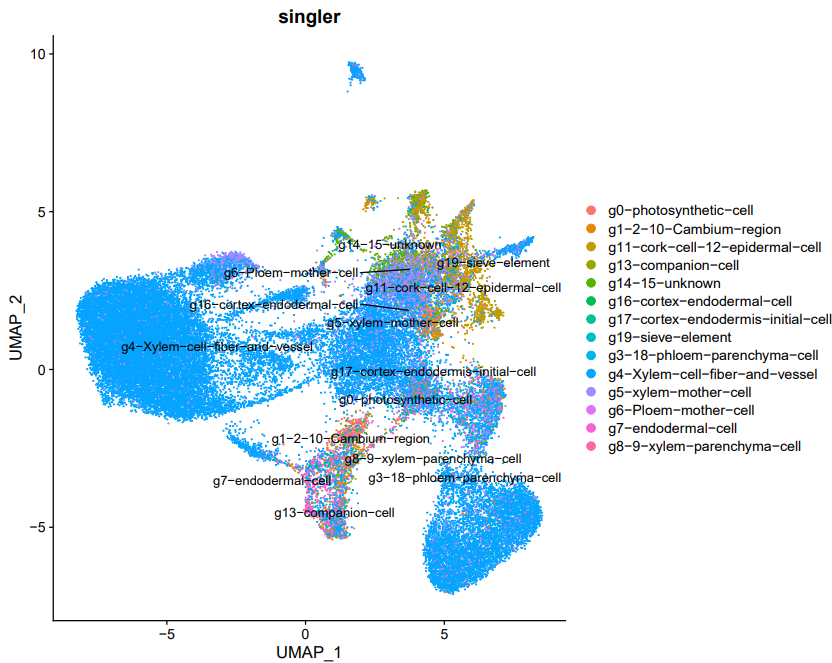 singler
10
5
0
−5
UMAP_2
−5
0
5
UMAP_1
g14−15−unknown
g19−sieve−element
g6−Ploem−mother−cell
g11−cork−cell−12−epidermal−cell
g16−cortex−endodermal−cell
g5−xylem−mother−cell
g4−Xylem−cell−fiber−and−vessel
g17−cortex−endodermis−initial−cell
g0−photosynthetic−cell
g1−2−10−Cambium−region
g8−9−xylem−parenchyma−cell
g7−endodermal−cell
g3−18−phloem−parenchyma−cell
g13−companion−cell
g0−photosynthetic−cell
g1−2−10−Cambium−region
g11−cork−cell−12−epidermal−cell
g13−companion−cell
g14−15−unknown
g16−cortex−endodermal−cell
g17−cortex−endodermis−initial−cell
g19−sieve−element
g3−18−phloem−parenchyma−cell
g4−Xylem−cell−fiber−and−vessel
g5−xylem−mother−cell
g6−Ploem−mother−cell
g7−endodermal−cell
g8−9−xylem−parenchyma−cell